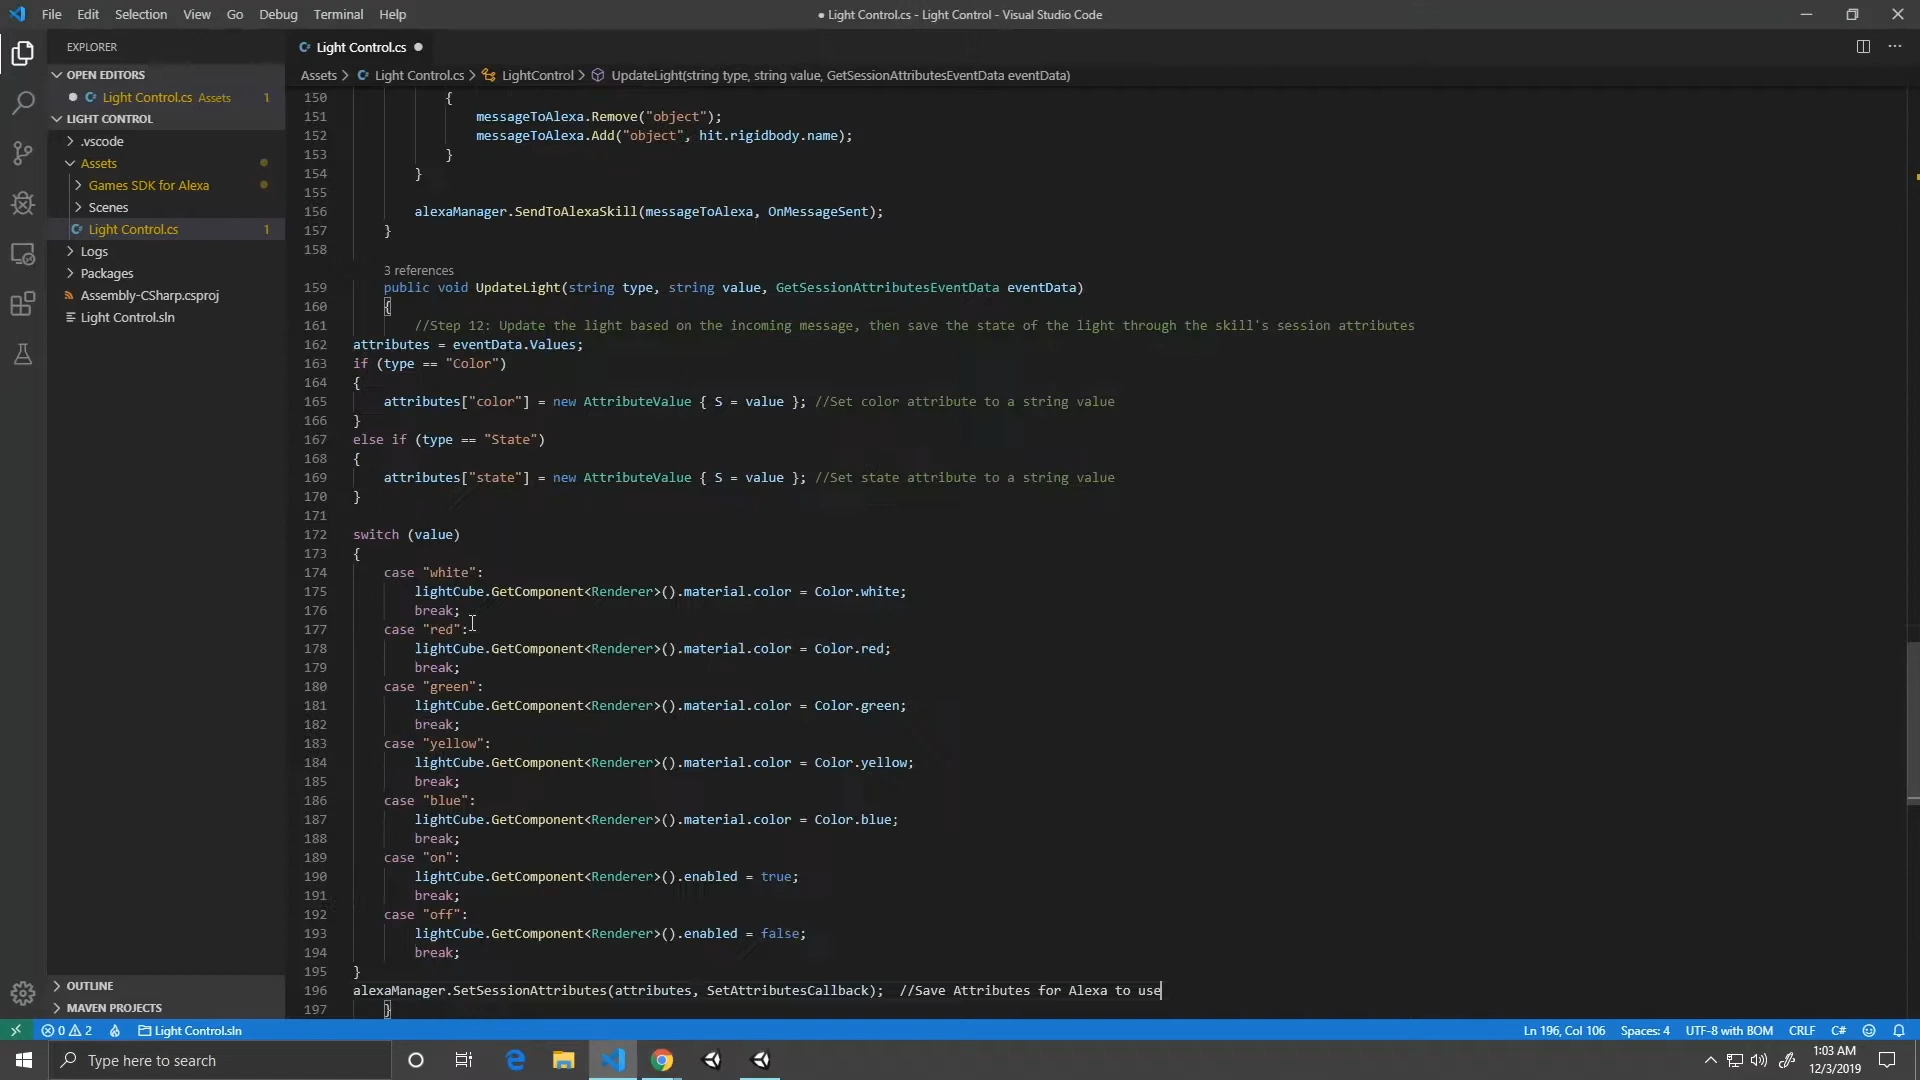 File Edit Selection View Go Debug Terminal Help
● Light Control.cs - Light Control - Visual Studio Code
EXPLORER
OPEN EDITORS
Light Control.cs Assets 1
LIGHT CONTROL
.vscode
Assets
Games SDK for Alexa
Scenes
Light Control.cs 1
Logs
Packages
Assembly-CSharp.csproj
Light Control.sln
OUTLINE
MAVEN PROJECTS
Light Control.cs
Assets > Light Control.cs > LightControl > UpdateLight(string type, string value, GetSessionAttributesEventData eventData)
150 {
151 messageToAlexa.Remove("object");
152 messageToAlexa.Add("object", hit.rigidbody.name);
153 }
154 }
155
156 alexaManager.SendToAlexaSkill(messageToAlexa, OnMessageSent);
157 }
158
3 references
159 public void UpdateLight(string type, string value, GetSessionAttributesEventData eventData)
160 {
161 //Step 12: Update the light based on the incoming message, then save the state of the light through the skill's session attributes
162 attributes = eventData.Values;
163 if (type == "Color")
164 {
165 attributes["color"] = new AttributeValue { S = value }; //Set color attribute to a string value
166 }
167 else if (type == "State")
168 {
169 attributes["state"] = new AttributeValue { S = value }; //Set state attribute to a string value
170 }
171
172 switch (value)
173 {
174 case "white":
175 lightCube.GetComponent<Renderer>().material.color = Color.white;
176 break;
177 case "red":
178 lightCube.GetComponent<Renderer>().material.color = Color.red;
179 break;
180 case "green":
181 lightCube.GetComponent<Renderer>().material.color = Color.green;
182 break;
183 case "yellow":
184 lightCube.GetComponent<Renderer>().material.color = Color.yellow;
185 break;
186 case "blue":
187 lightCube.GetComponent<Renderer>().material.color = Color.blue;
188 break;
189 case "on":
190 lightCube.GetComponent<Renderer>().enabled = true;
191 break;
192 case "off":
193 lightCube.GetComponent<Renderer>().enabled = false;
194 break;
195 }
196 alexaManager.SetSessionAttributes(attributes, SetAttributesCallback); //Save Attributes for Alexa to use
197 }
0 2 Light Control.sln
Ln 196, Col 106 Spaces: 4 UTF-8 with BOM CRLF C#
Type here to search
1:03 AM
12/3/2019